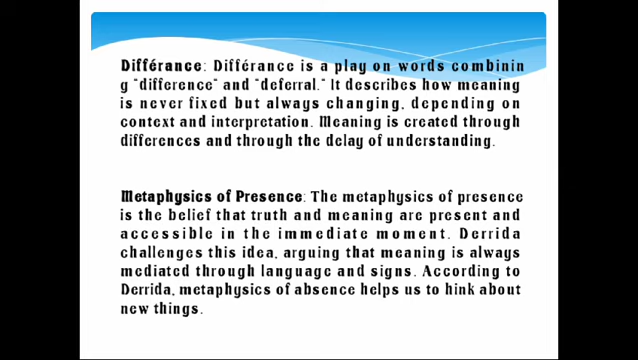 Différance: Différance is a play on words combinin
g "difference" and "deferral." It describes how meaning
is never fixed but always changing, depending on
context and interpretation. Meaning is created through
differences and through the delay of understanding.
Metaphysics of Presence: The metaphysics of presence
is the belief that truth and meaning are present and
accessible in the immediate moment. Derrida
challenges this idea, arguing that meaning is always
mediated through language and signs. According to
Derrida, metaphysics of absence helps us to hink about
new things.